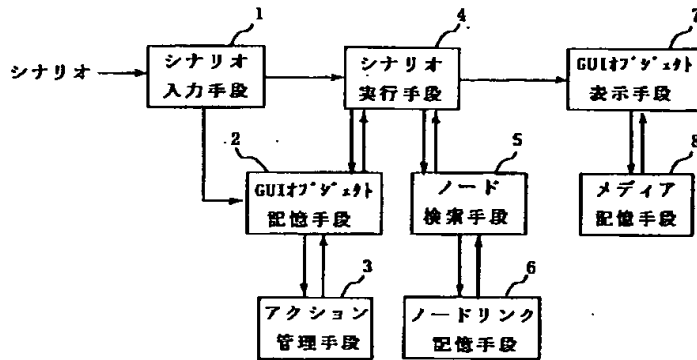 1
4
7
シナリオ
シナリオ
入力手段
シナリオ
実行手段
GUIオブジェクト
表示手段
2
5
8
GUIオブジェクト
記憶手段
ノード
検索手段
メディア
記憶手段
3
6
アクション
管理手段
ノードリンク
記憶手段